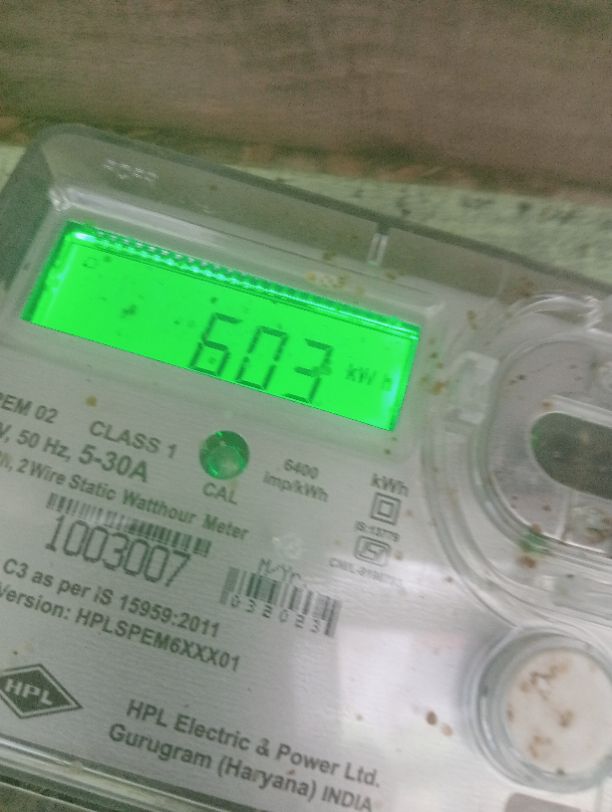 603 kWh
PEM 02
CLASS 1
V, 50 Hz, 5-30A
2 Wire Static Watthour Meter
CAL
6400
imp/kWh
kWh
IS:13779
1003007
M/Yr.
C3 as per iS 15959:2011
Version: HPLSPEM6XXX01
HPL
HPL Electric & Power Ltd.
Gurugram (Haryana) INDIA